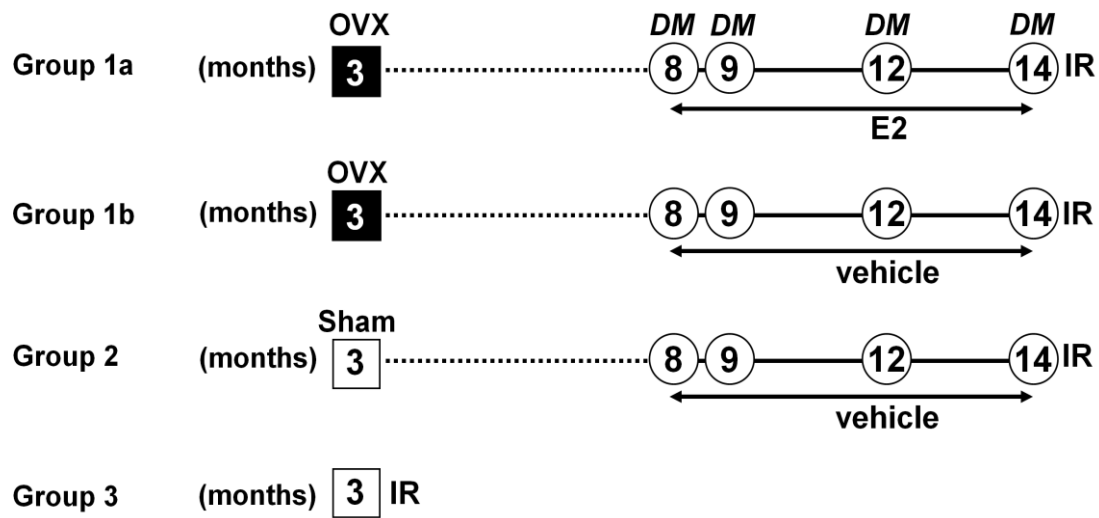 OVX DM DM DM DM
Group 1a (months) 3 8 9 12 14 IR
E2
OVX
Group 1b (months) 3 8 9 12 14 IR
vehicle
Sham
Group 2 (months) 3 8 9 12 14 IR
vehicle
Group 3 (months) 3 IR